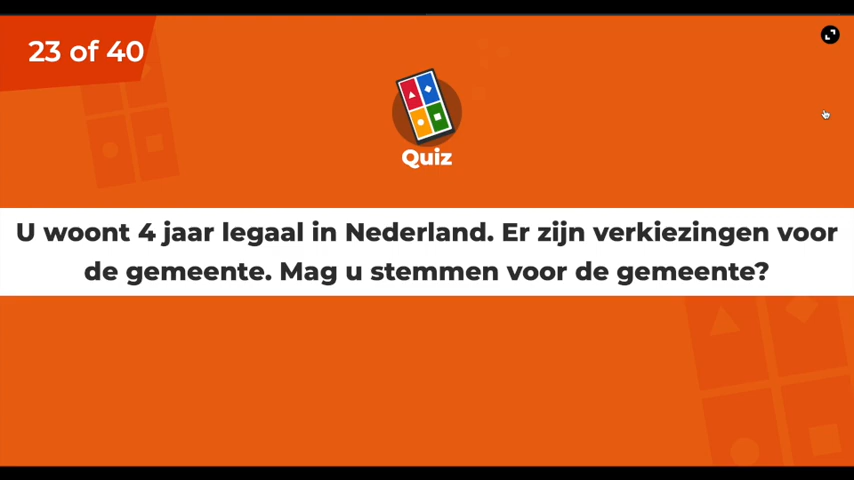 23 of 40
Quiz
U woont 4 jaar legaal in Nederland. Er zijn verkiezingen voor
de gemeente. Mag u stemmen voor de gemeente?